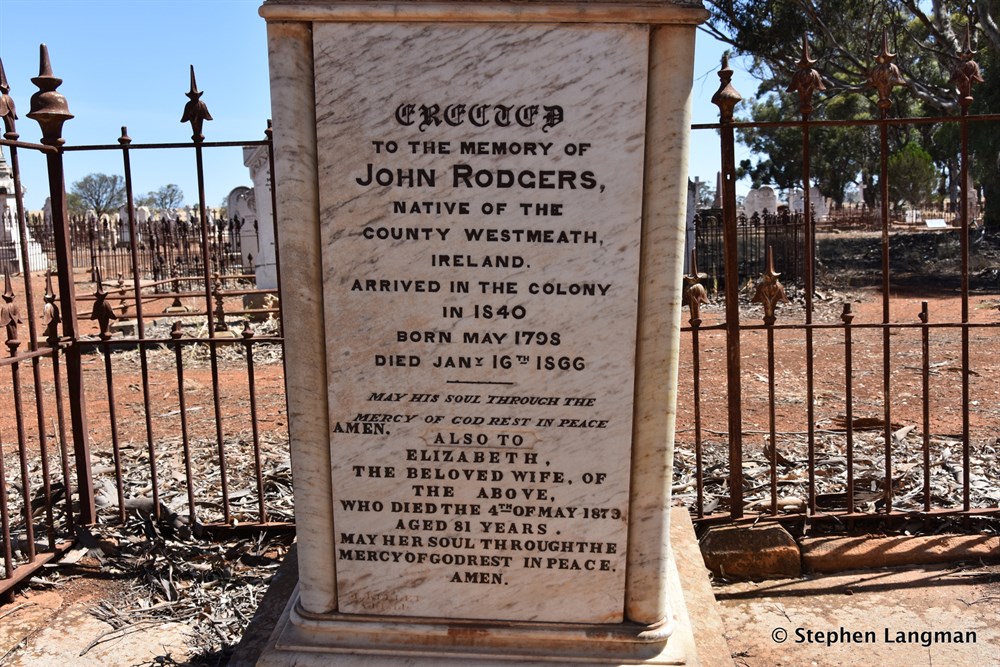 ERECTED
TO THE MEMORY OF
JOHN RODGERS,
NATIVE OF THE
COUNTY WESTMEATH,
IRELAND.
ARRIVED IN THE COLONY
IN 1840
BORN MAY 1798
DIED JANY 16TH 1866
MAY HIS SOUL THROUGH THE
MERCY OF GOD REST IN PEACE
AMEN.
ALSO TO
ELIZABETH,
THE BELOVED WIFE, OF
THE ABOVE,
WHO DIED THE 4TH OF MAY 1879
AGED 81 YEARS.
MAY HER SOUL THROUGH THE
MERCY OF GOD REST IN PEACE.
AMEN.
© Stephen Langman